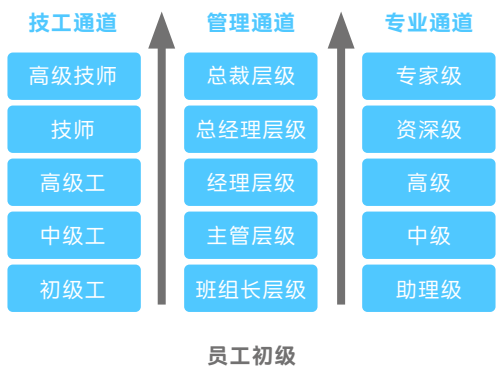 技工通道 管理通道 专业通道
高级技师 总裁层级 专家级
技师 总经理层级 资深级
高级工 经理层级 高级
中级工 主管层级 中级
初级工 班组长层级 助理级
员工初级